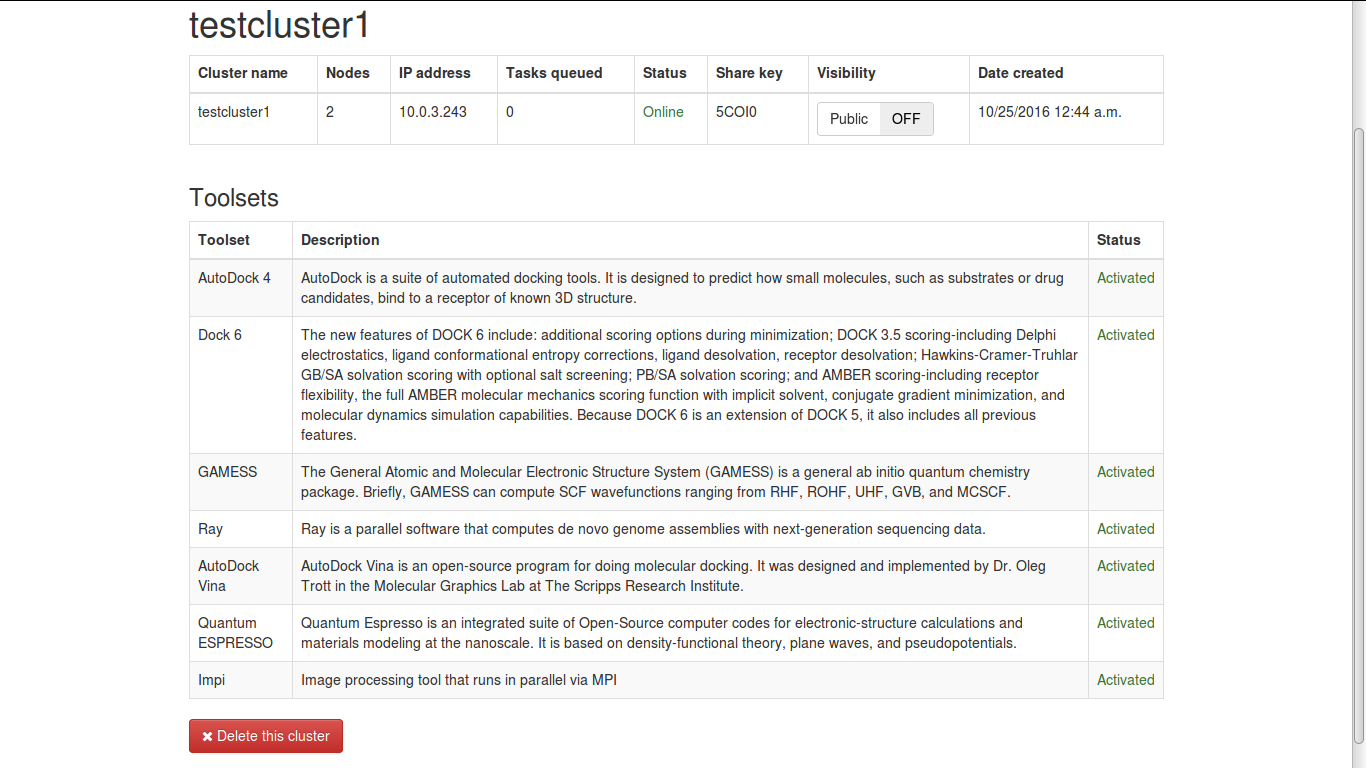 testcluster1
Cluster name Nodes IP address Tasks queued Status Share key Visibility Date created
testcluster1 2 10.0.3.243 0 Online 5COI0 Public OFF 10/25/2016 12:44 a.m.
Toolsets
Toolset Description Status
AutoDock 4 AutoDock is a suite of automated docking tools. It is designed to predict how small molecules, such as substrates or drug Activated
candidates, bind to a receptor of known 3D structure.
Dock 6 The new features of DOCK 6 include: additional scoring options during minimization; DOCK 3.5 scoring-including Delphi Activated
electrostatics, ligand conformational entropy corrections, ligand desolvation, receptor desolvation; Hawkins-Cramer-Truhlar
GB/SA solvation scoring with optional salt screening; PB/SA solvation scoring; and AMBER scoring-including receptor
flexibility, the full AMBER molecular mechanics scoring function with implicit solvent, conjugate gradient minimization, and
molecular dynamics simulation capabilities. Because DOCK 6 is an extension of DOCK 5, it also includes all previous
features.
GAMESS The General Atomic and Molecular Electronic Structure System (GAMESS) is a general ab initio quantum chemistry Activated
package. Briefly, GAMESS can compute SCF wavefunctions ranging from RHF, ROHF, UHF, GVB, and MCSCF.
Ray Ray is a parallel software that computes de novo genome assemblies with next-generation sequencing data. Activated
AutoDock AutoDock Vina is an open-source program for doing molecular docking. It was designed and implemented by Dr. Oleg Activated
Vina Trott in the Molecular Graphics Lab at The Scripps Research Institute.
Quantum Quantum Espresso is an integrated suite of Open-Source computer codes for electronic-structure calculations and Activated
ESPRESSO materials modeling at the nanoscale. It is based on density-functional theory, plane waves, and pseudopotentials.
Impi Image processing tool that runs in parallel via MPI Activated
Delete this cluster